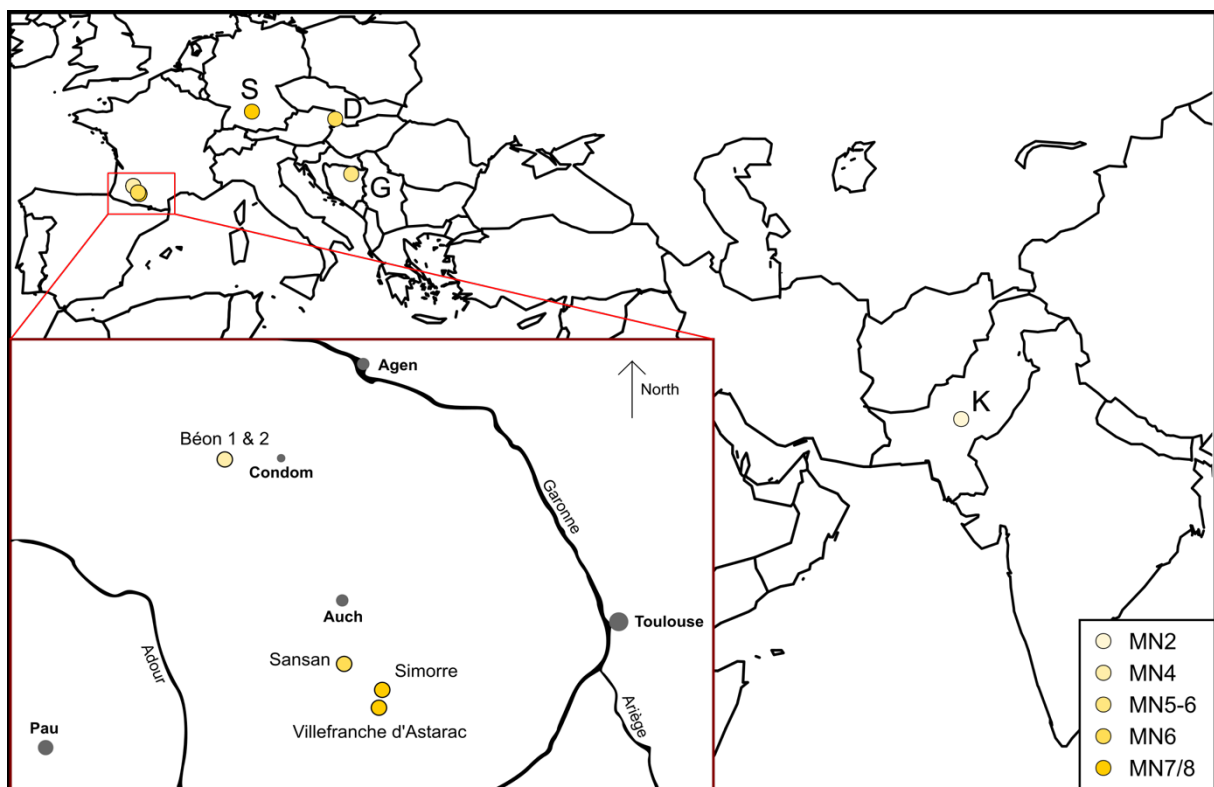 S
D
G
K
Agen
North
Béon 1 & 2
Condom
Garonne
Auch
Toulouse
Sansan
Simorre
Adour
Villefranche d'Astarac
Ariège
Pau
MN2
MN4
MN5-6
MN6
MN7/8